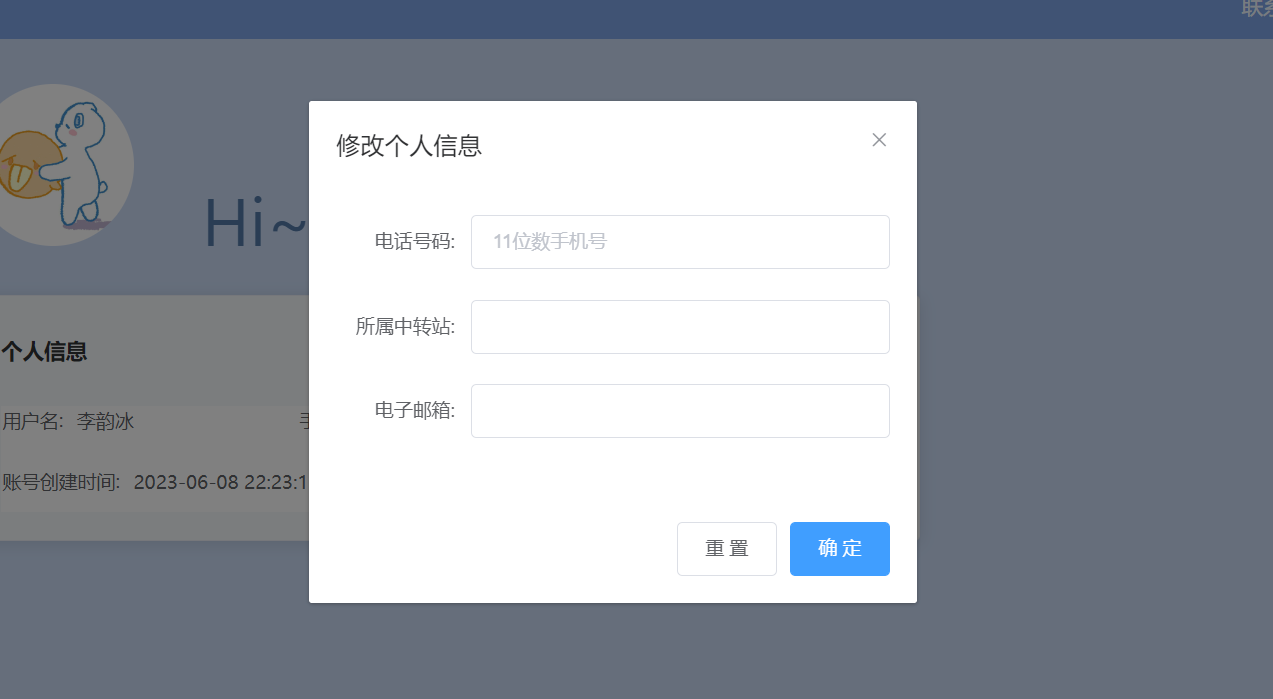 修改个人信息
Hi~
电话号码: 11位数手机号
所属中转站:
个人信息
电子邮箱:
用户名: 李韵冰
账号创建时间: 2023-06-08 22:23:1
重 置 确 定